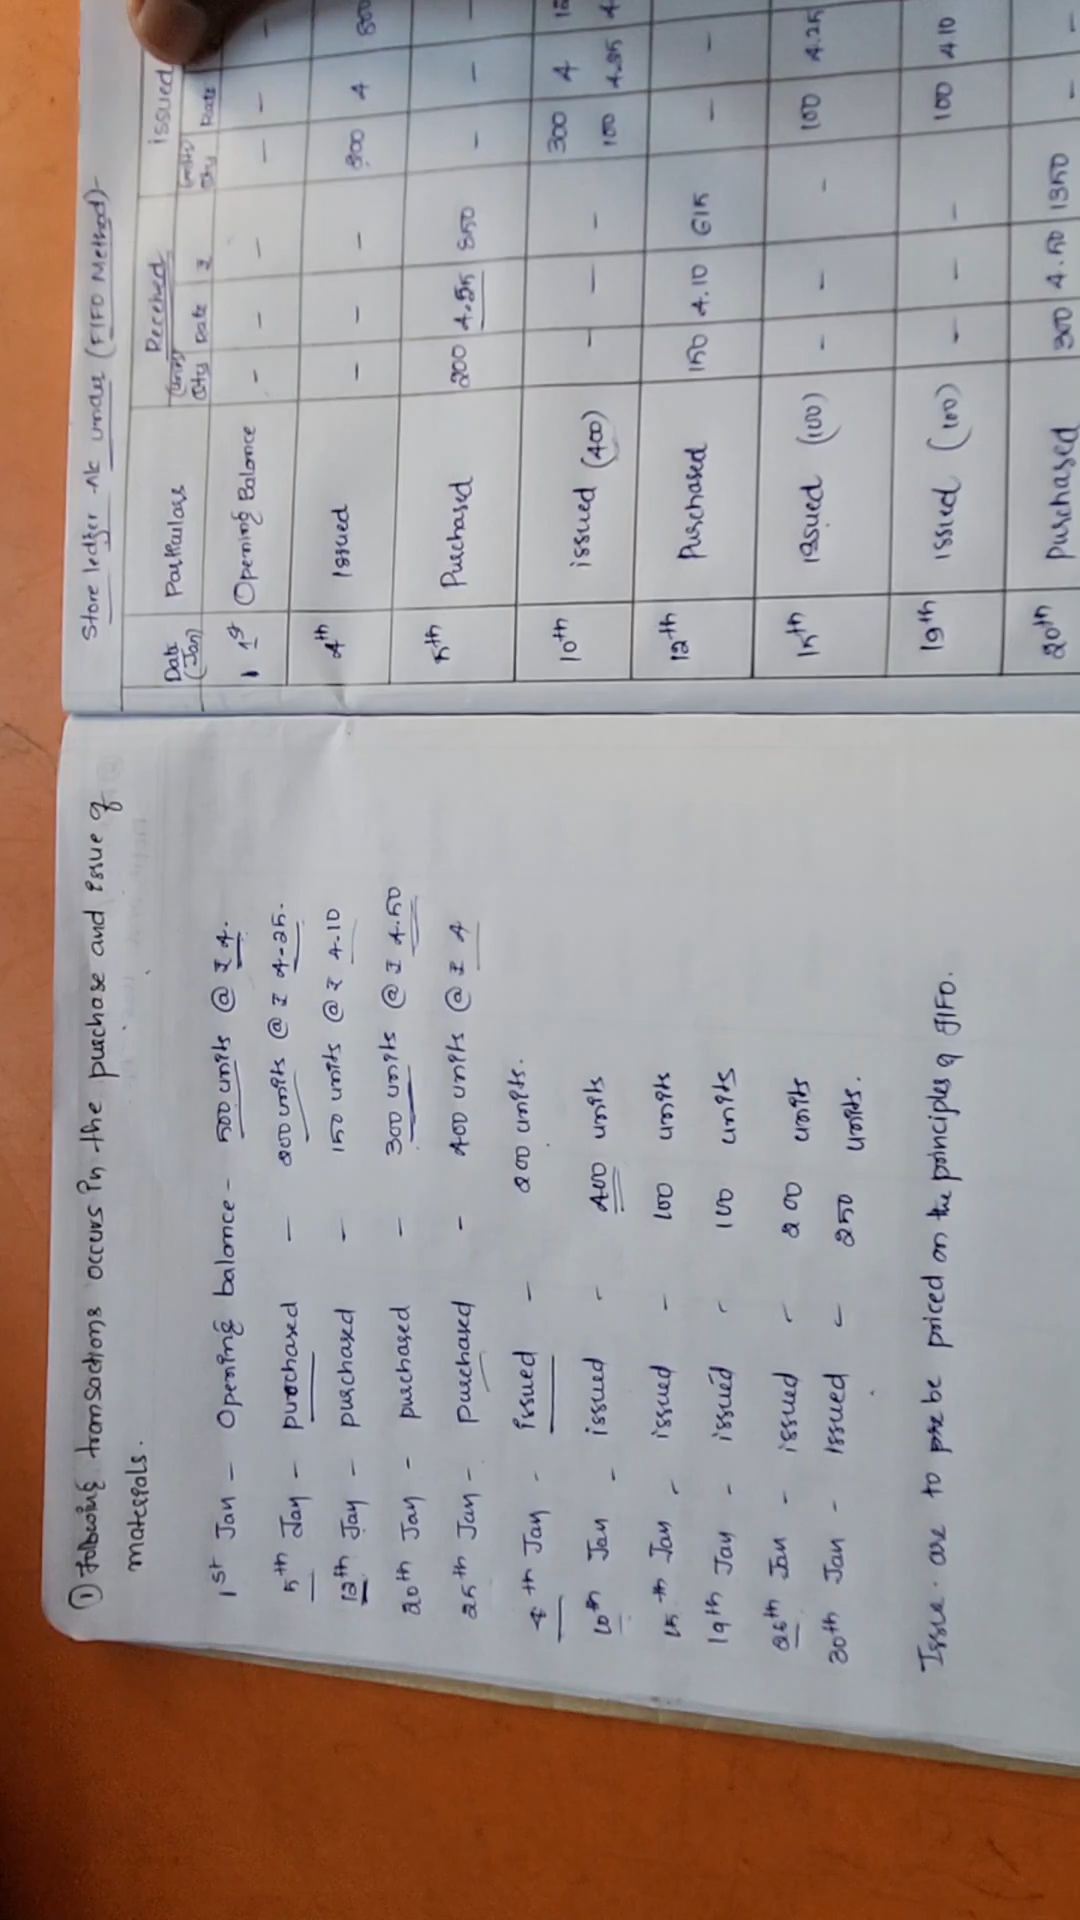 ① Following transactions occurs in the purchase and issue of
materials.
1st Jan - Opening balance - 500 units @ ₹ 4.
5th Jan - purchased - 200 units @ ₹ 4.25.
12th Jan - purchased - 150 units @ ₹ 4.10
20th Jan - purchased - 300 units @ ₹ 4.50
25th Jan - purchased - 400 units @ ₹ 4
4th Jan - issued - 200 units.
10th Jan - issued - 400 units
15th Jan - issued - 100 units
19th Jan - issued - 100 units
26th Jan - issued - 200 units
30th Jan - issued - 250 units.
Issue. are to be priced on the principles of FIFO.
Store ledger A/c under (FIFO Method)-
Date (Jan) Particulars Received (units) Qty Rate ₹ issued (units) Qty Rate
1 1st Opening Balance - - - - - -
4th Issued - - - 200 4 800
5th Purchased 200 4.25 850 - - -
10th issued (400) - - - 300 4
100 4.25
12th Purchased 150 4.10 615 - -
15th issued (100) - - - 100 4.25
19th issued (100) - - - 100 4.10
20th purchased 300 4.50 1350 - -